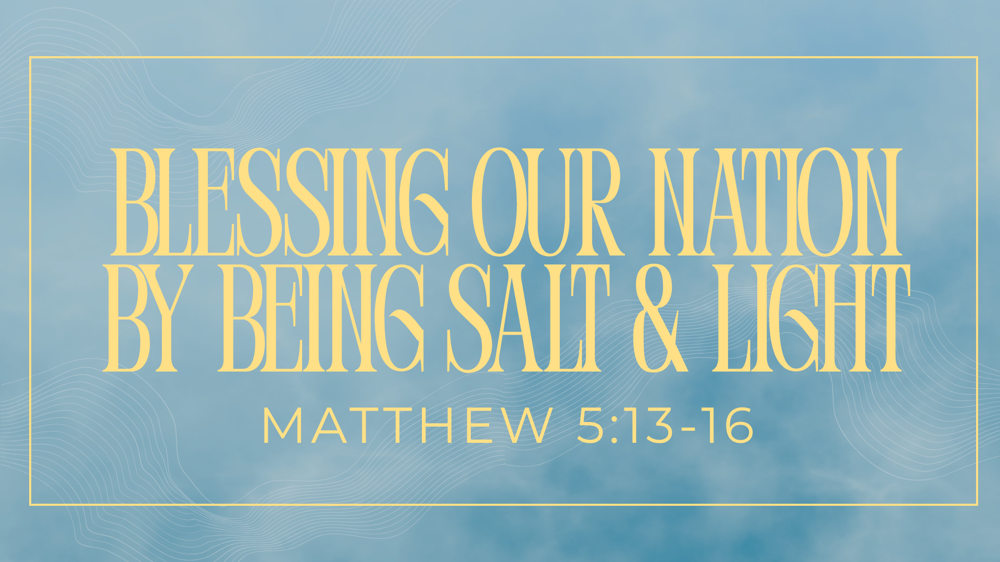 BLESSING OUR NATION
BY BEING SALT & LIGHT
MATTHEW 5:13-16